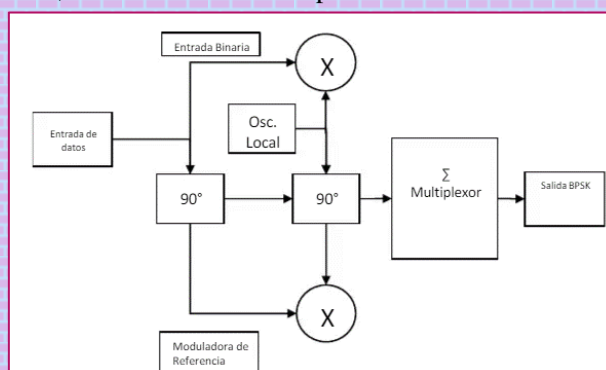 Entrada Binaria
X
Entrada de
datos
Osc.
Local
90°
90°
∑
Multiplexor
Salida BPSK
X
Moduladora de
Referencia